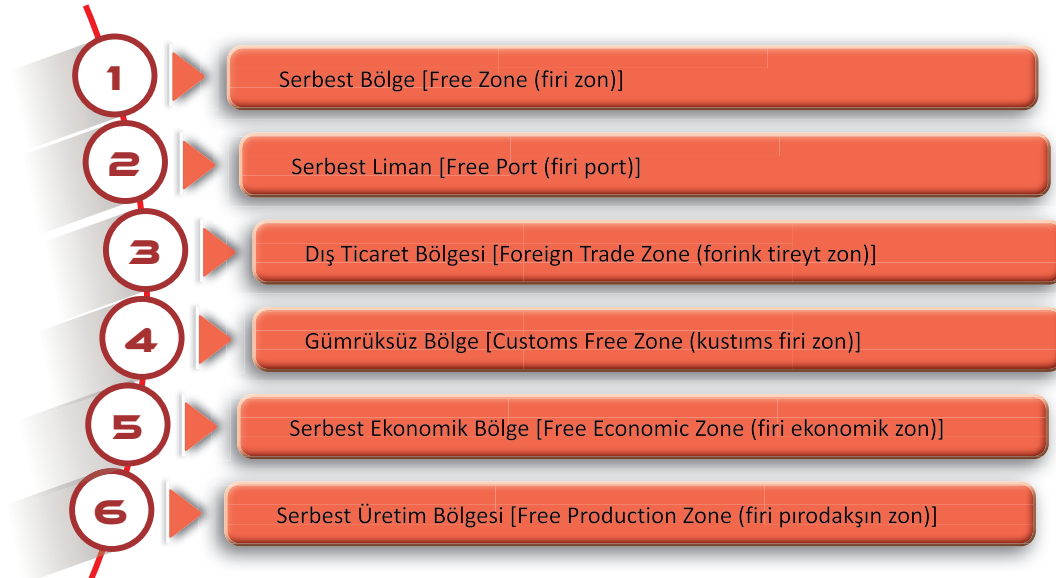 1 Serbest Bölge [Free Zone (firi zon)]
2 Serbest Liman [Free Port (firi port)]
3 Dış Ticaret Bölgesi [Foreign Trade Zone (forink tireyt zon)]
4 Gümrüksüz Bölge [Customs Free Zone (kustıms firi zon)]
5 Serbest Ekonomik Bölge [Free Economic Zone (firi ekonomik zon)]
6 Serbest Üretim Bölgesi [Free Production Zone (firi pırodakşın zon)]